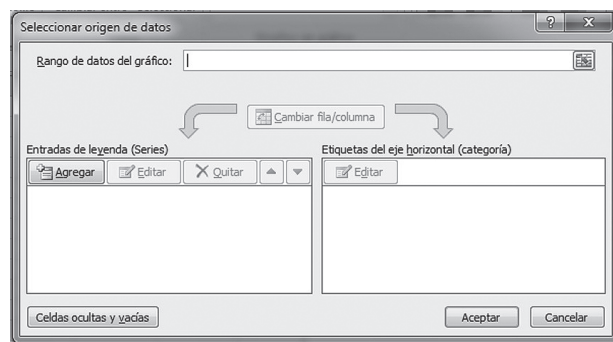 Seleccionar origen de datos
Rango de datos del gráfico:
Cambiar fila/columna
Entradas de leyenda (Series)
Etiquetas del eje horizontal (categoría)
Agregar Editar Quitar
Editar
Celdas ocultas y vacías
Aceptar Cancelar